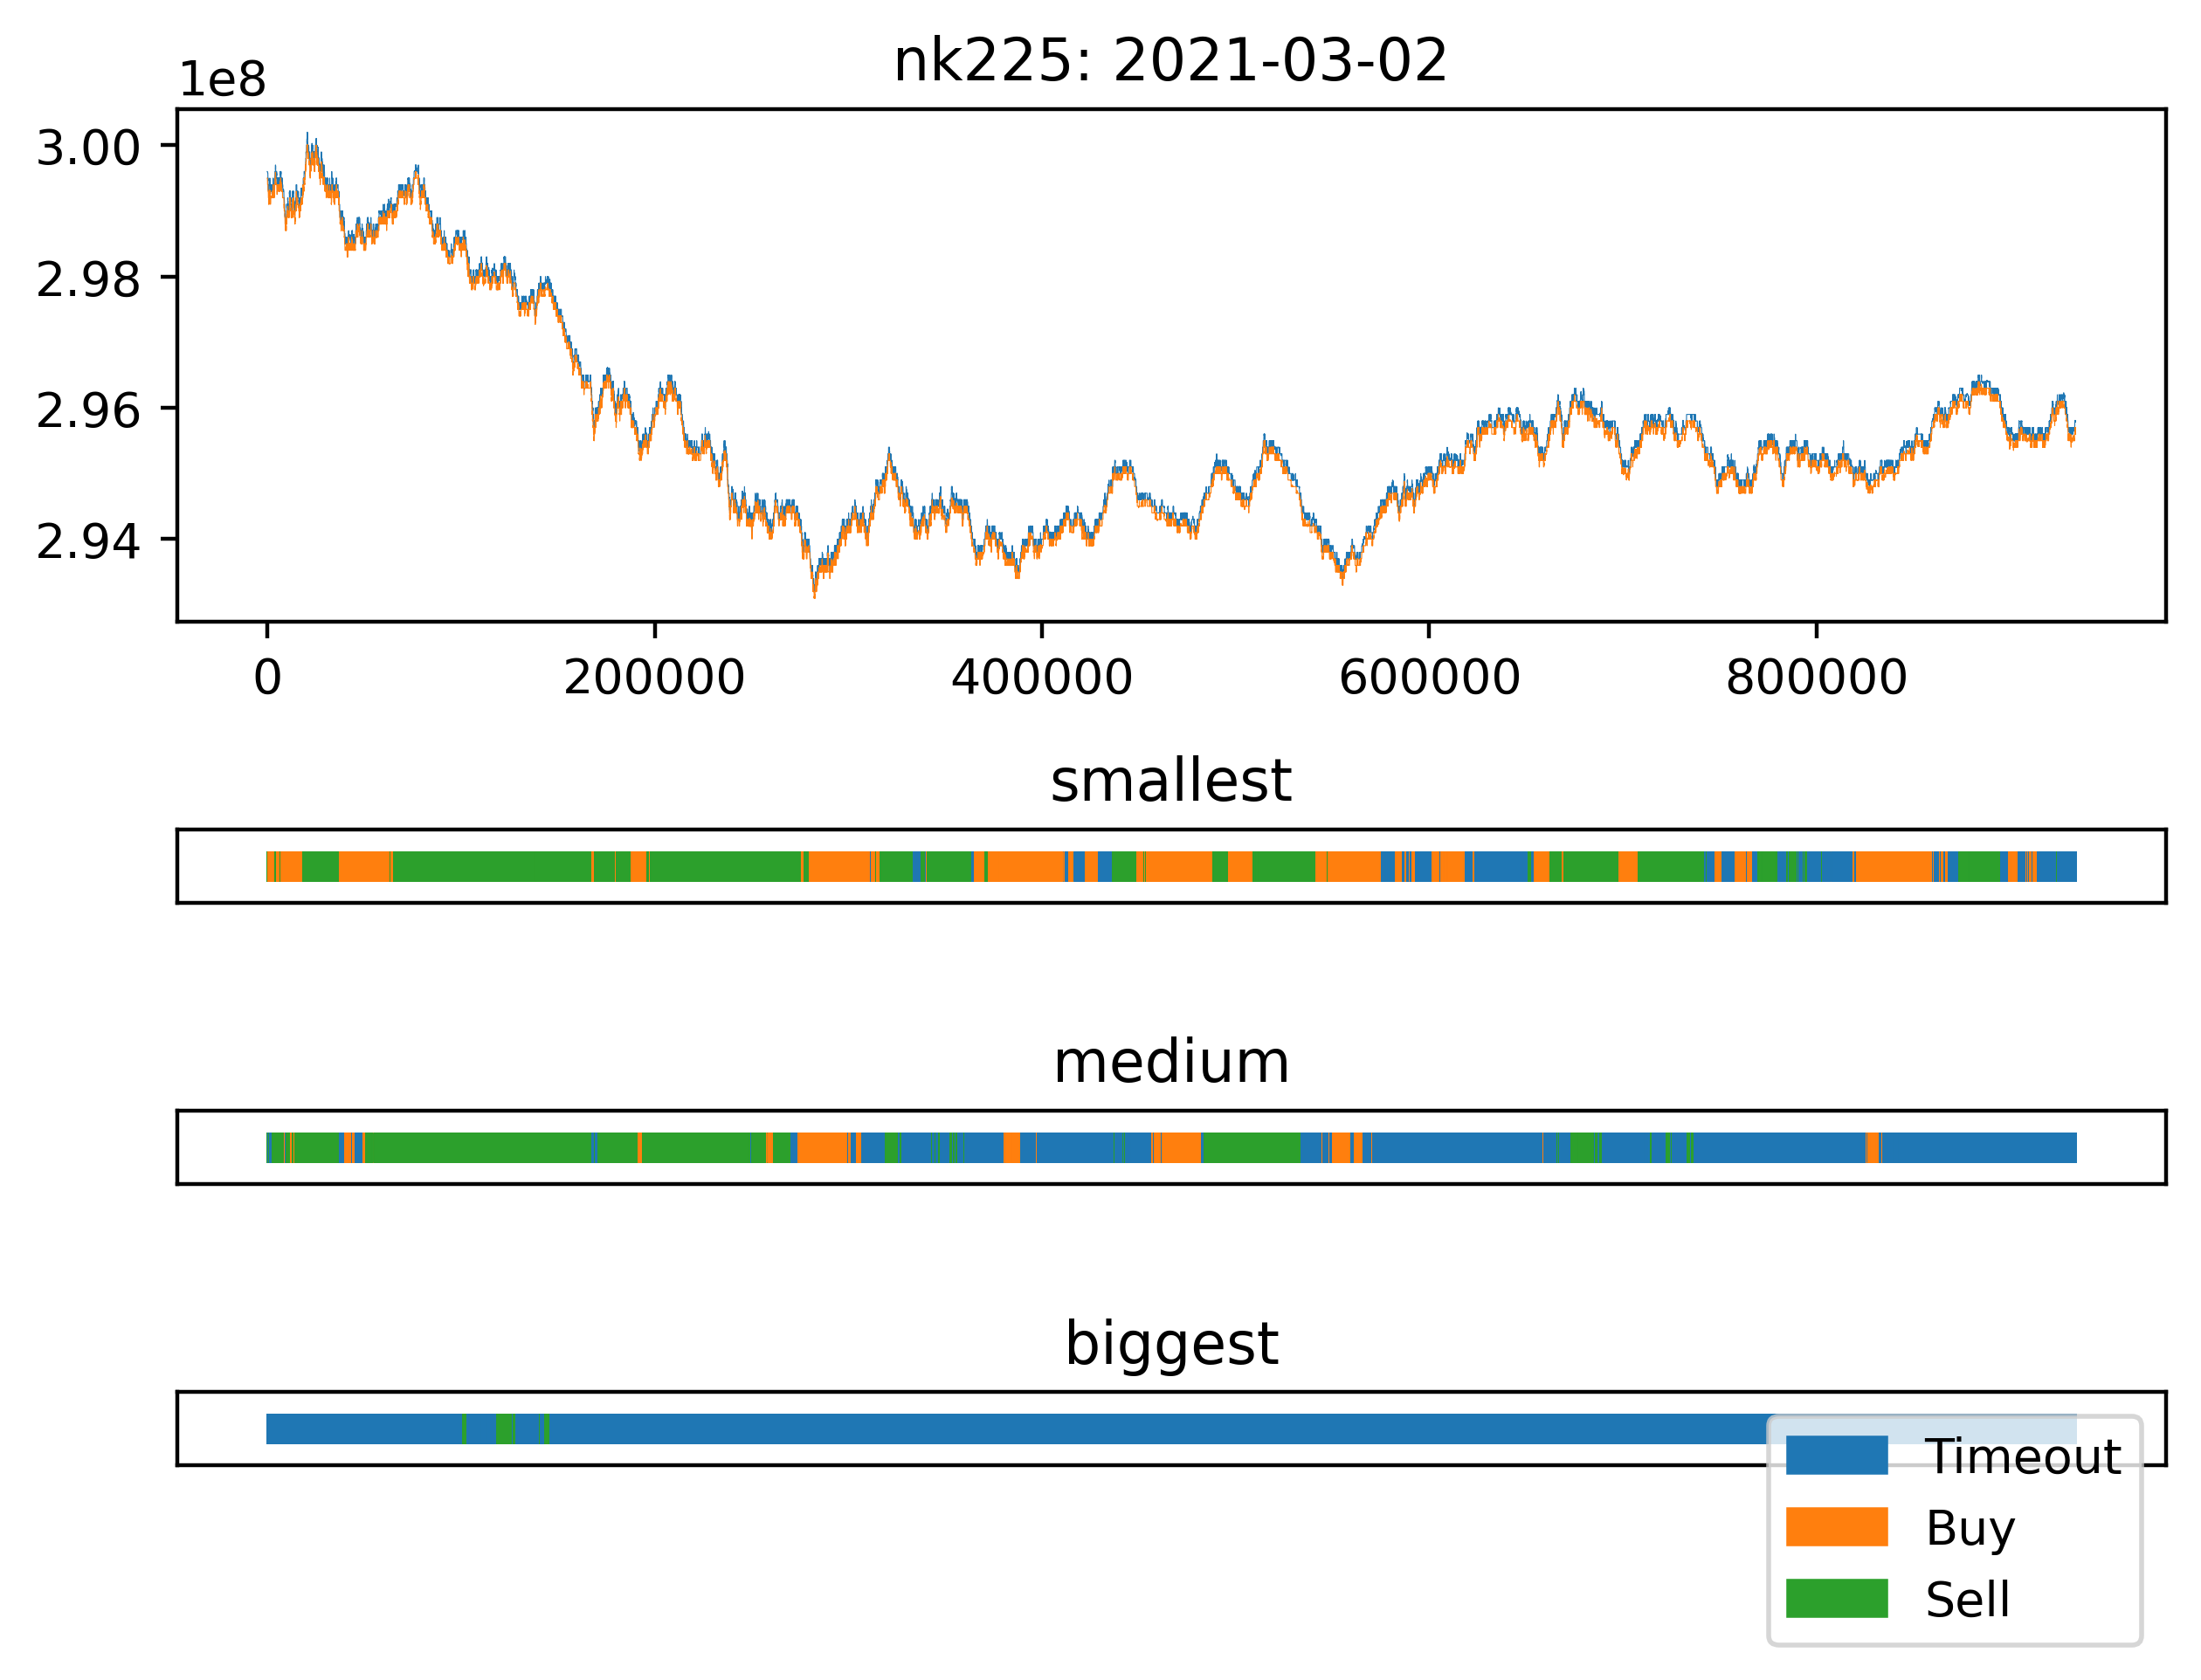 nk225: 2021-03-02
1e8
3.00
2.98
2.96
2.94
0 200000 400000 600000 800000
smallest
medium
biggest
Timeout
Buy
Sell